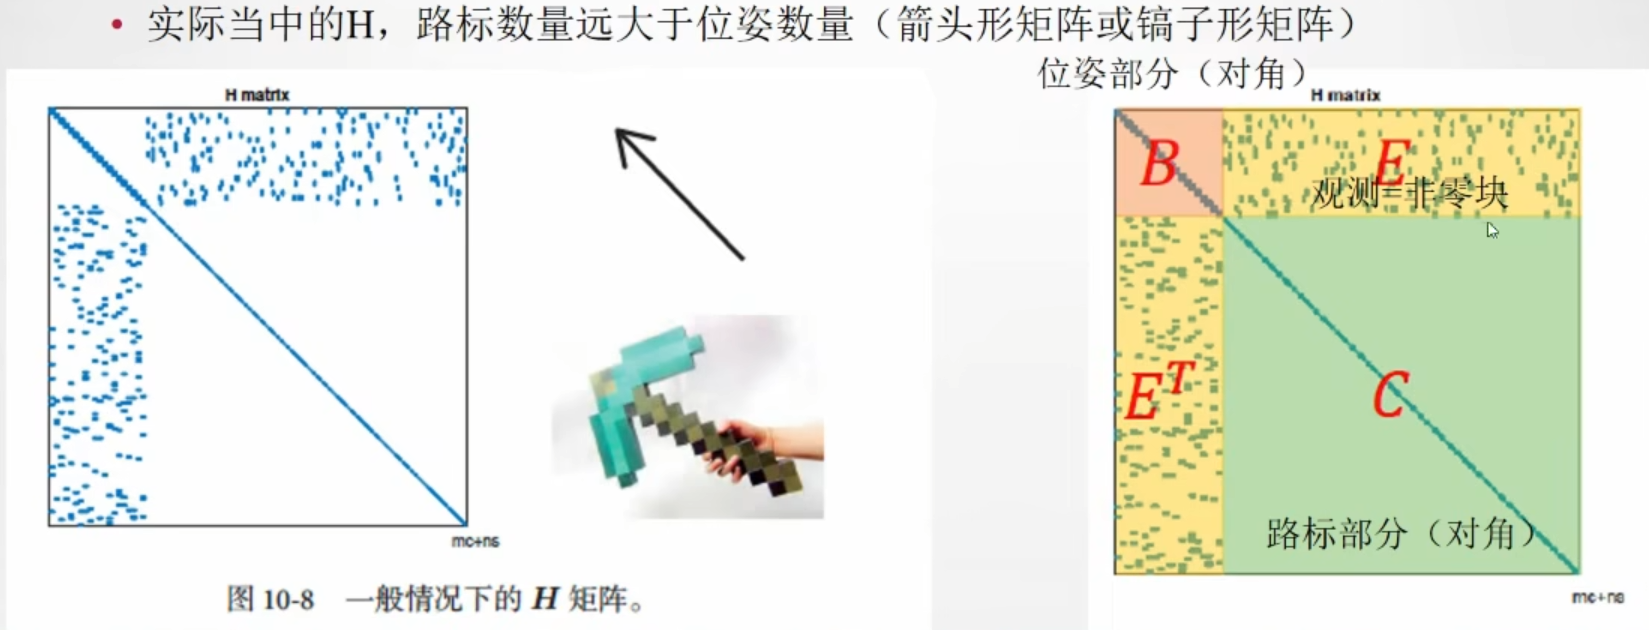 • 实际当中的H，路标数量远大于位姿数量（箭头形矩阵或镐子形矩阵）
位姿部分（对角）
H matrix
mc+ns
图 10-8 一般情况下的 H 矩阵。
H matrix
B
E
观测=非零块
E^T
C
路标部分（对角）
mc+ns